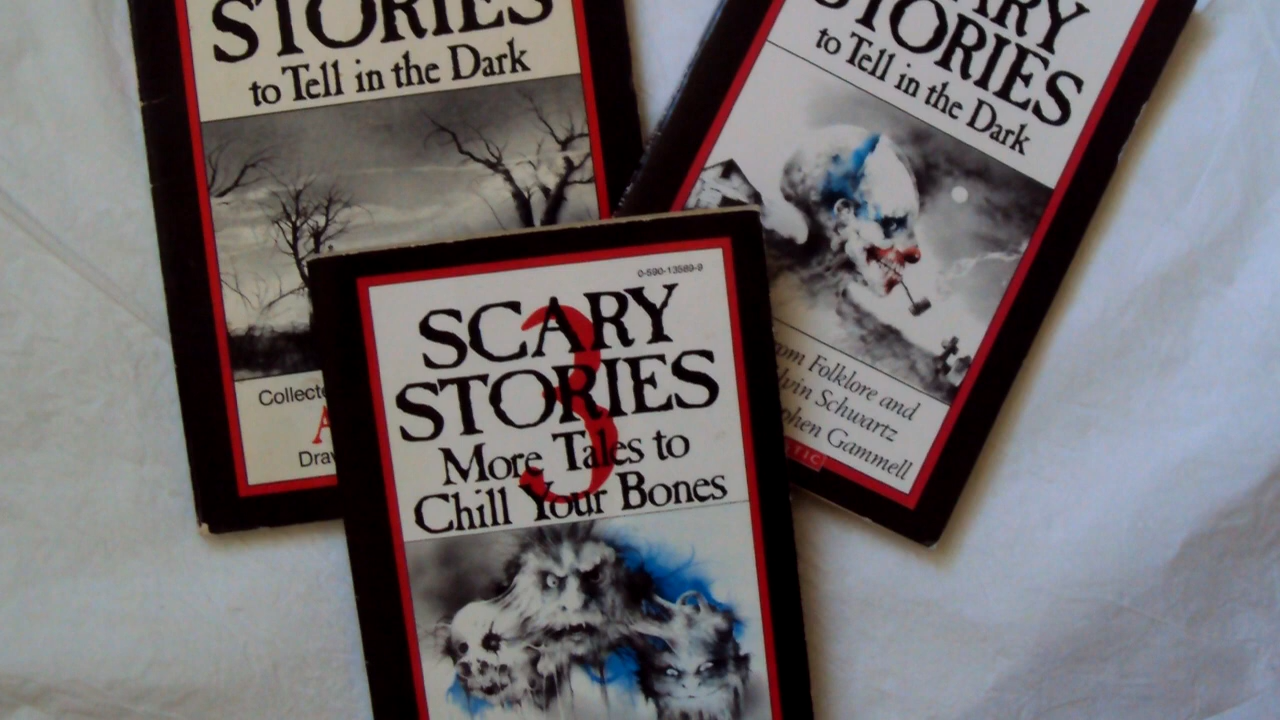 STORIES
to Tell in the Dark
Collecte
A
Draw
STORIES
to Tell in the Dark
om Folklore and
lvin Schwartz
phen Gammell
TIC
0-590-13589-9
3
SCARY
STORIES
More Tales to
Chill Your Bones